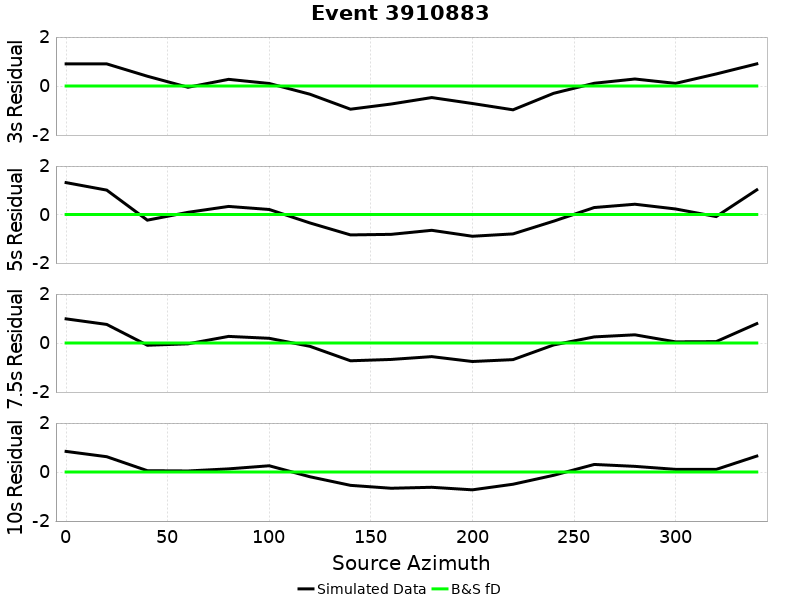 Event 3910883
3s Residual
2
0
-2
5s Residual
2
0
-2
7.5s Residual
2
0
-2
10s Residual
2
0
-2
0 50 100 150 200 250 300
Source Azimuth
Simulated Data B&S fD